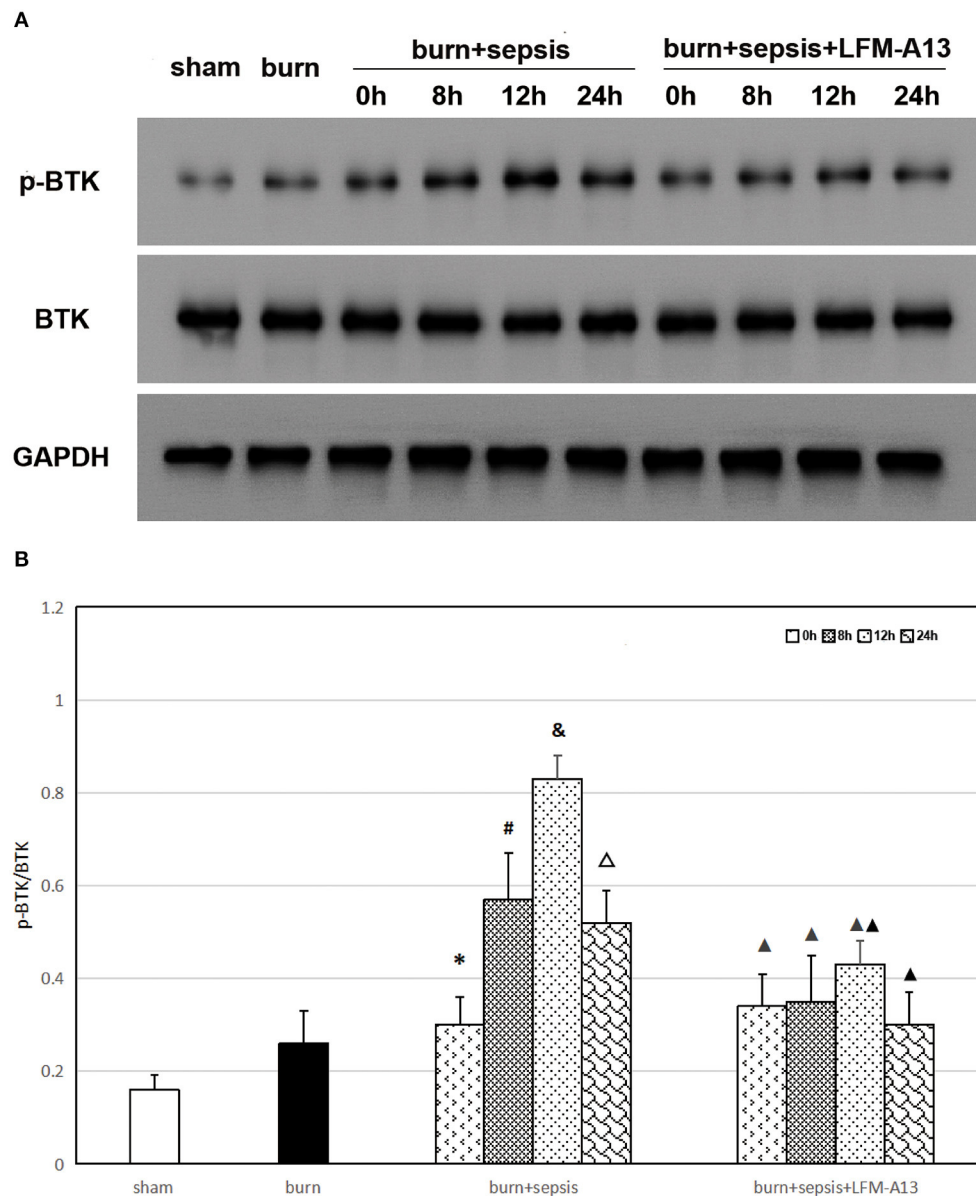 A
sham burn burn+sepsis burn+sepsis+LFM-A13
0h 8h 12h 24h 0h 8h 12h 24h
p-BTK
BTK
GAPDH
B
1.2
0h 8h 12h 24h
1
&
0.8
#
△
p-BTK/BTK
0.6
▲ ▲ ▲▲
*
▲
0.4
0.2
0
sham burn burn+sepsis burn+sepsis+LFM-A13